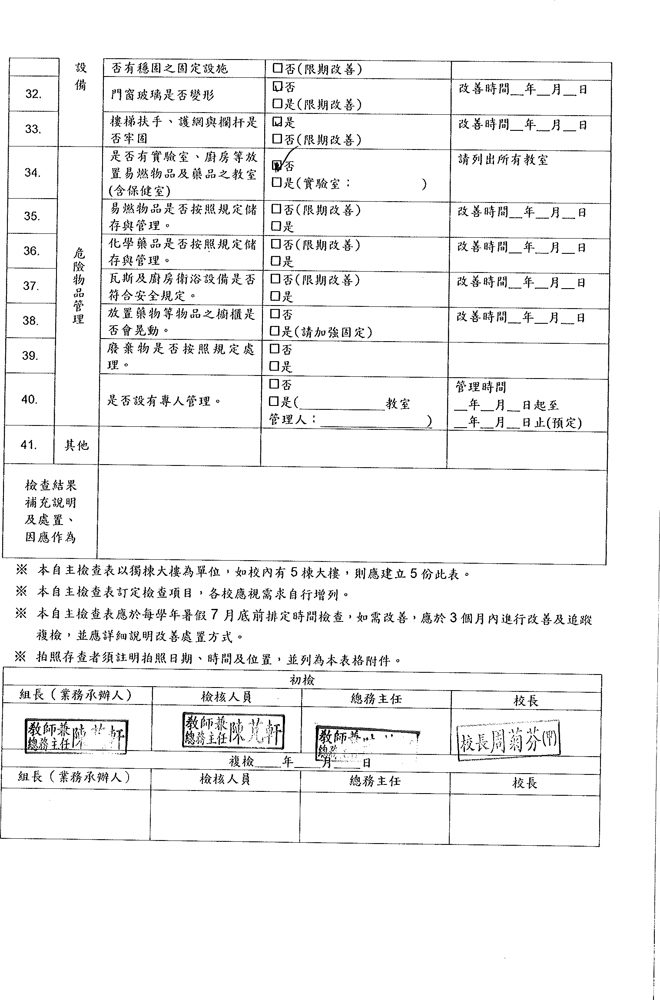 設
備
否有穩固之固定設施
□否(限期改善)
32.
門窗玻璃是否變形
☑否
□是(限期改善)
改善時間__年__月__日
33.
樓梯扶手、護網與欄杆是
否牢固
☑是
□否(限期改善)
改善時間__年__月__日
危險物品管理
34.
是否有實驗室、廚房等放
置易燃物品及藥品之教室
(含保健室)
☑否
□是(實驗室： )
請列出所有教室
35.
易燃物品是否按照規定儲
存與管理。
□否(限期改善)
□是
改善時間__年__月__日
36.
化學藥品是否按照規定儲
存與管理。
□否(限期改善)
□是
改善時間__年__月__日
37.
瓦斯及廚房衛浴設備是否
符合安全規定。
□否(限期改善)
□是
改善時間__年__月__日
38.
放置藥物等物品之櫥櫃是
否會晃動。
□否
□是(請加強固定)
改善時間__年__月__日
39.
廢棄物是否按照規定處
理。
□否
□是
40.
是否設有專人管理。
□否
□是(____________教室
管理人：_______________)
管理時間
__年__月__日起至
__年__月__日止(預定)
41.
其他
檢查結果
補充說明
及處置、
因應作為
※ 本自主檢查表以獨棟大樓為單位，如校內有 5 棟大樓，則應建立 5 份此表。
※ 本自主檢查表訂定檢查項目，各校應視需求自行增列。
※ 本自主檢查表應於每學年暑假 7 月底前排定時間檢查，如需改善，應於 3 個月內進行改善及追蹤
複檢，並應詳細說明改善處置方式。
※ 拍照存查者須註明拍照日期、時間及位置，並列為本表格附件。
初檢
組長（業務承辦人） 檢核人員 總務主任 校長
教師兼
總務主任陳 軒
教師兼
總務主任陳芃軒
教師兼
總務
校長周菊芬(甲)
複檢____年____月____日
組長（業務承辦人） 檢核人員 總務主任 校長